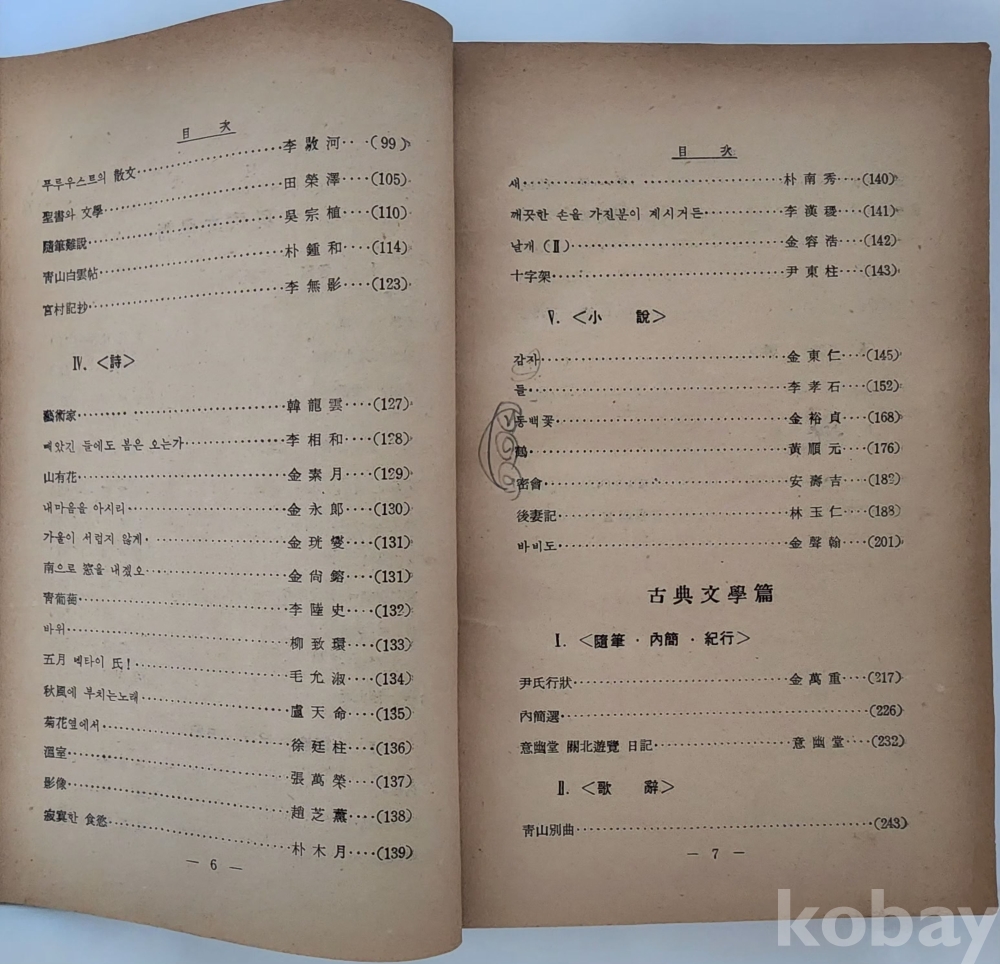 目 次
푸루우스트의 散文 李敭河 (99)
聖書와 文學 田榮澤 (105)
隨筆難說 吳宗植 (110)
靑山白雲帖 朴鍾和 (114)
宮村記抄 李無影 (123)
Ⅳ. <詩>
藝術家 韓龍雲 (127)
빼았긴 들에도 봄은 오는가 李相和 (128)
山有花 金素月 (129)
내마음을 아시리 金永郞 (130)
가을이 서럽지 않게 金珖燮 (131)
南으로 窓을 내겠오 金尙鎔 (131)
靑葡萄 李陸史 (132)
바위 柳致環 (133)
五月 넥타이 氏! 毛允淑 (134)
秋風에 부치는노래 盧天命 (135)
菊花옆에서 徐廷柱 (136)
溫室 張萬榮 (137)
影像 趙芝薰 (138)
寂寞한 食慾 朴木月 (139)
— 6 —
目 次
새 朴南秀 (140)
깨끗한 손을 가진분이 계시거든 李漢稷 (141)
날개 (Ⅱ) 金容浩 (142)
十字架 尹東柱 (143)
Ⅴ. <小 說>
감자 金東仁 (145)
들 李孝石 (152)
동백꽃 金裕貞 (168)
鶴 黃順元 (176)
密會 安壽吉 (182)
後妻記 林玉仁 (188)
바비도 金聲翰 (201)
古典文學篇
Ⅰ. <隨筆·內簡·紀行>
尹氏行狀 金萬重 (217)
內簡選 (226)
意幽堂 關北遊覽 日記 意幽堂 (232)
Ⅱ. <歌 辭>
靑山別曲 (243)
— 7 —
kobay